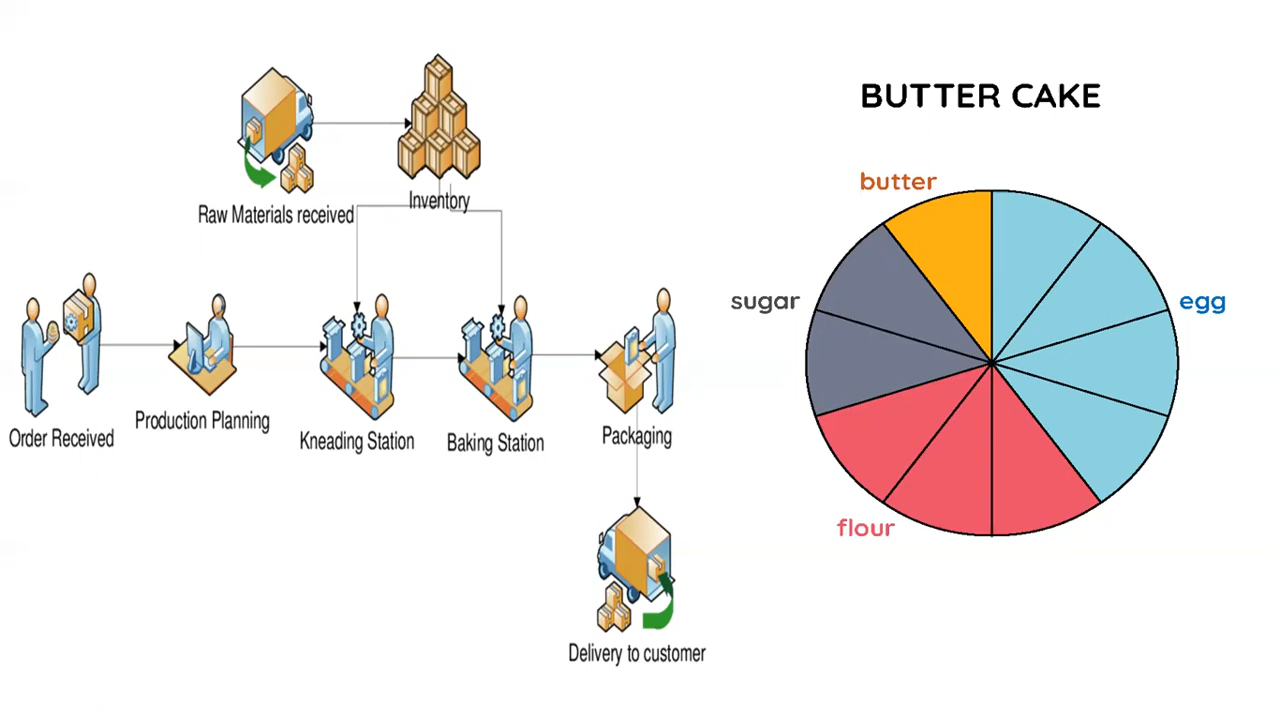 Raw Materials received
Inventory
Order Received
Production Planning
Kneading Station
Baking Station
Packaging
Delivery to customer
BUTTER CAKE
butter
sugar
egg
flour